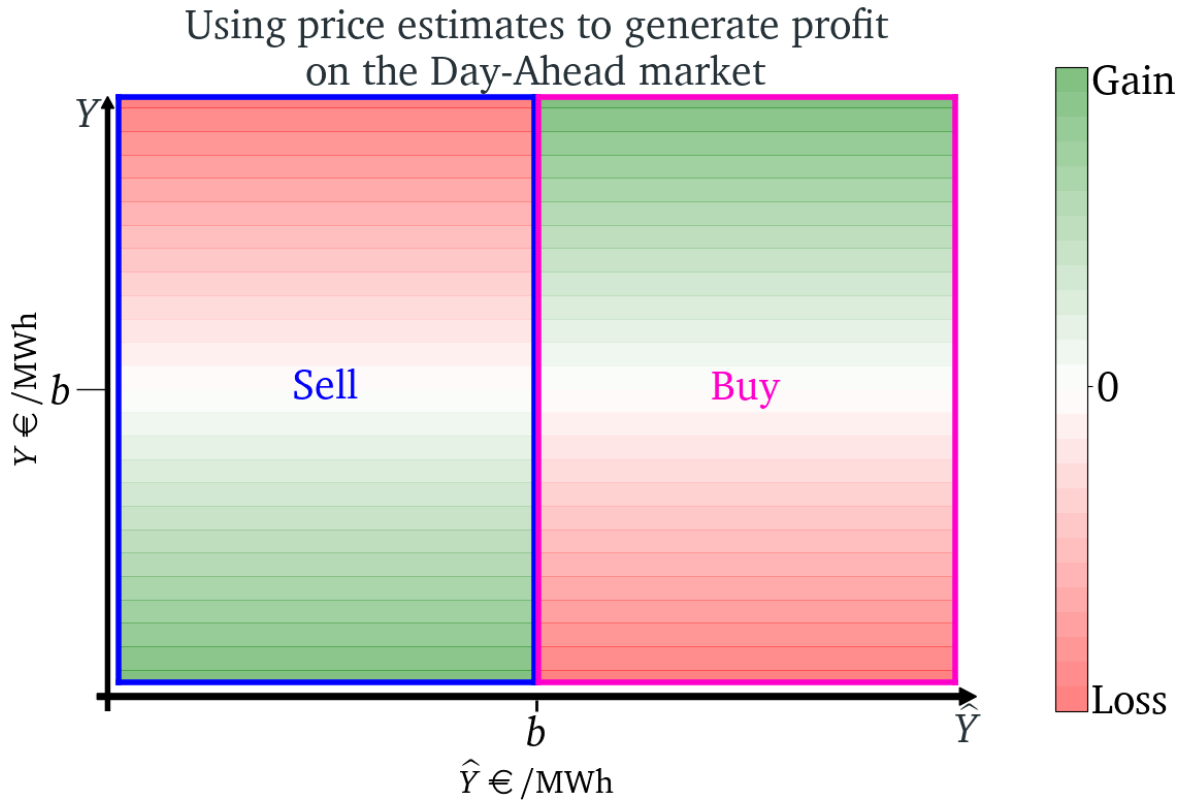 Using price estimates to generate profit
on the Day-Ahead market
Gain
Y
Y €/MWh
b
Sell
Buy
0
Loss
b
Ŷ
Ŷ €/MWh